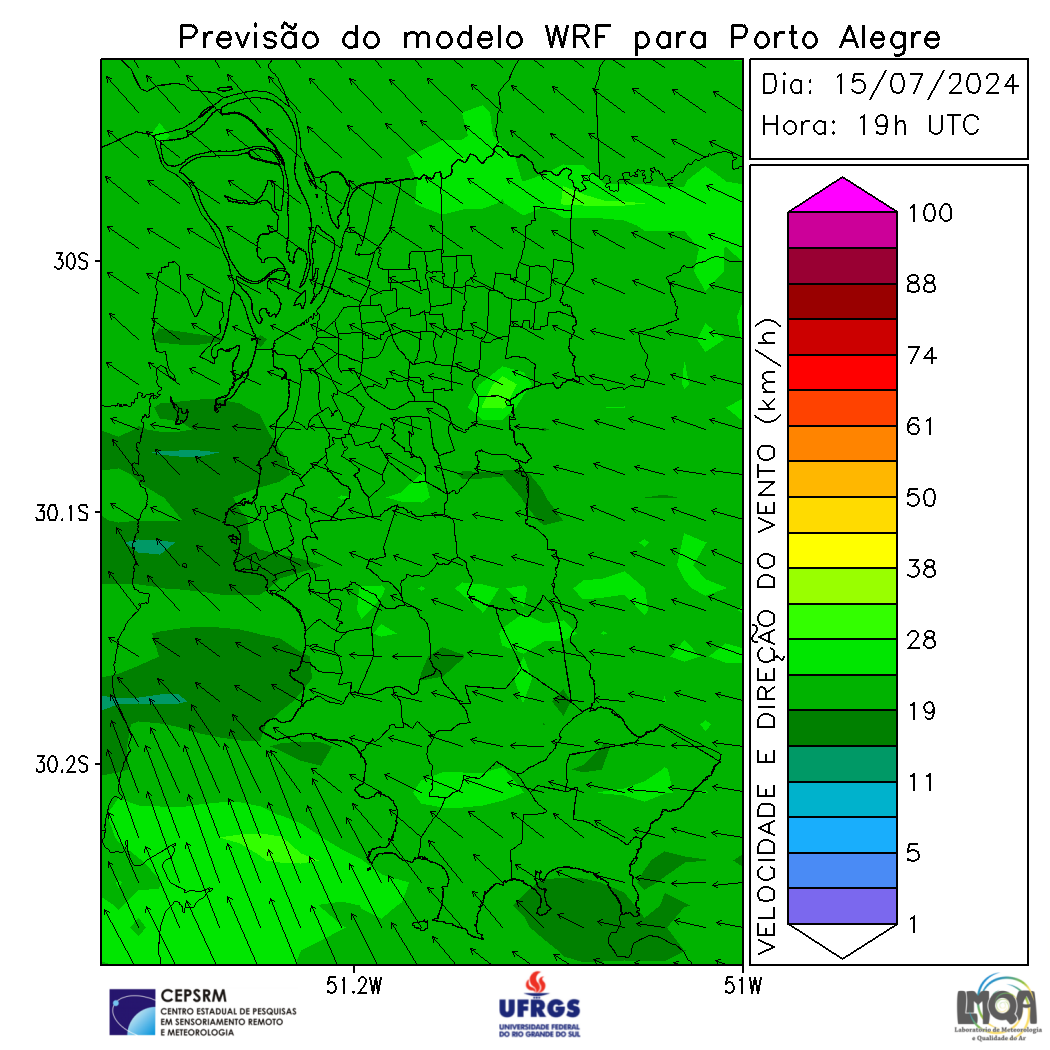 Previsão do modelo WRF para Porto Alegre
Dia: 15/07/2024
Hora: 19h UTC
30S
30.1S
30.2S
51.2W
51W
VELOCIDADE E DIREÇÃO DO VENTO (km/h)
100
88
74
61
50
38
28
19
11
5
1
CEPSRM
CENTRO ESTADUAL DE PESQUISAS
EM SENSORIAMENTO REMOTO
E METEOROLOGIA
UFRGS
UNIVERSIDADE FEDERAL
DO RIO GRANDE DO SUL
LMQA
Laboratório de Meteorologia
e Qualidade do Ar